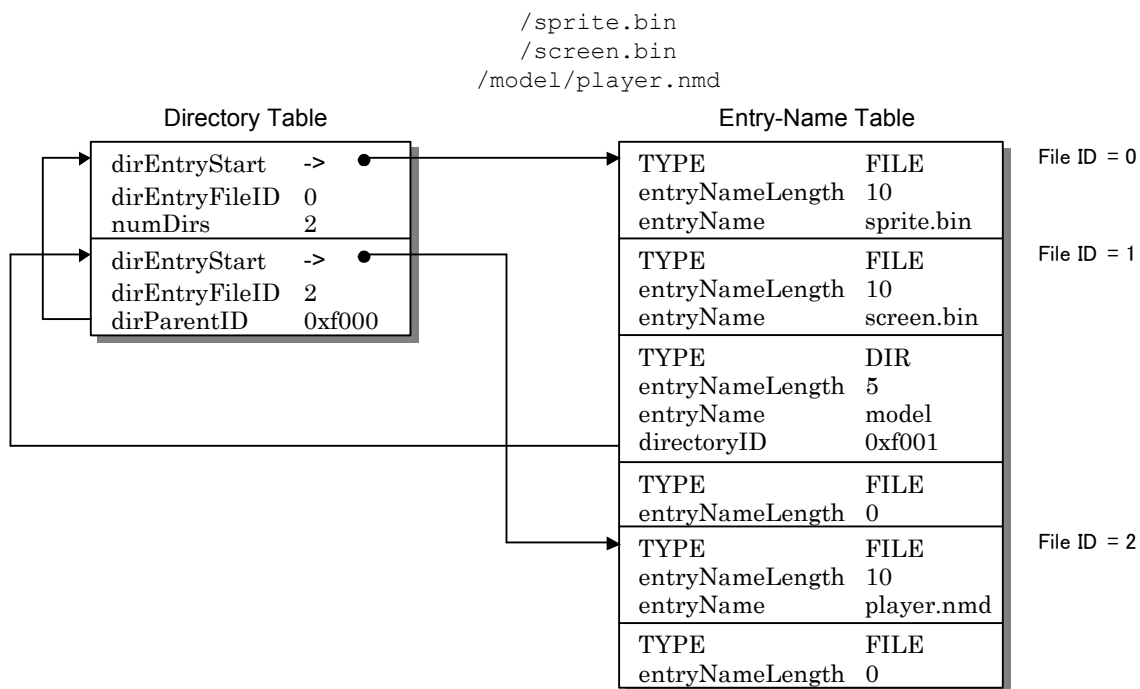 /sprite.bin
/screen.bin
/model/player.nmd
Directory Table
dirEntryStart ->
dirEntryFileID 0
numDirs 2
dirEntryStart ->
dirEntryFileID 2
dirParentID 0xf000
Entry-Name Table
TYPE FILE
entryNameLength 10
entryName sprite.bin
File ID = 0
TYPE FILE
entryNameLength 10
entryName screen.bin
File ID = 1
TYPE DIR
entryNameLength 5
entryName model
directoryID 0xf001
TYPE FILE
entryNameLength 0
TYPE FILE
entryNameLength 10
entryName player.nmd
File ID = 2
TYPE FILE
entryNameLength 0